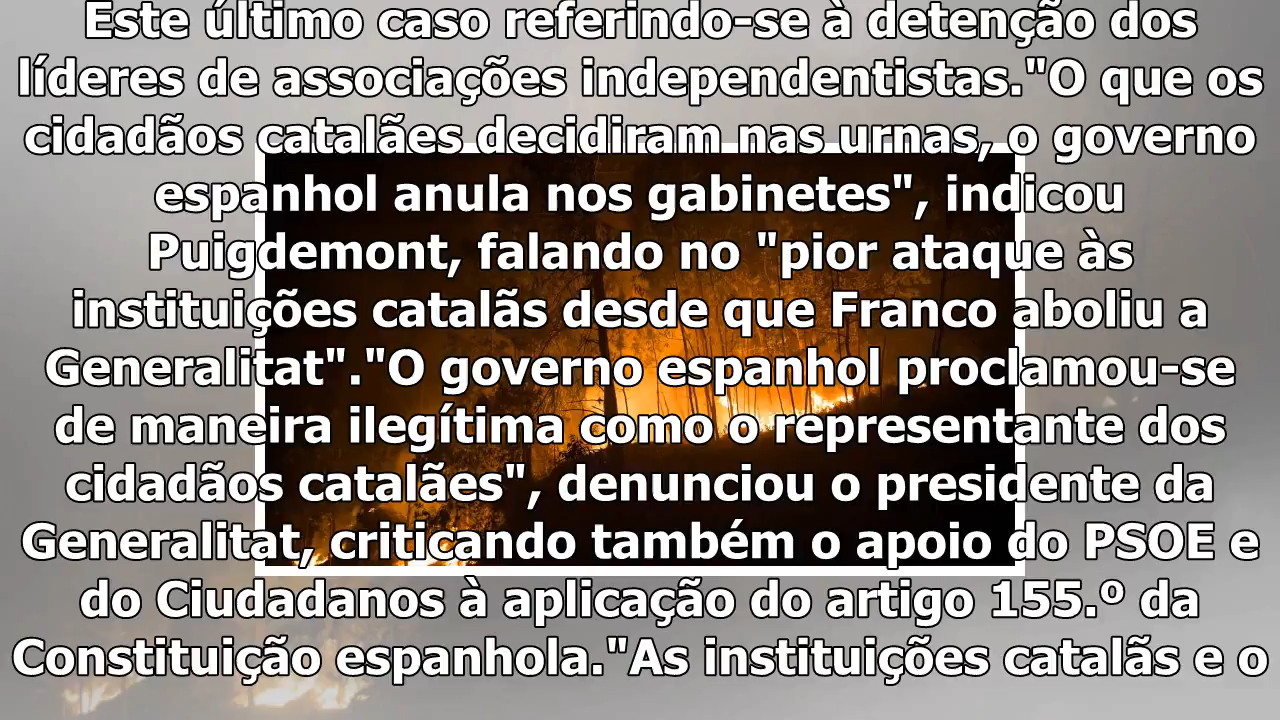 Este último caso referindo-se à detenção dos
líderes de associações independentistas."O que os
cidadãos catalães decidiram nas urnas, o governo
espanhol anula nos gabinetes", indicou
Puigdemont, falando no "pior ataque às
instituições catalãs desde que Franco aboliu a
Generalitat"."O governo espanhol proclamou-se
de maneira ilegítima como o representante dos
cidadãos catalães", denunciou o presidente da
Generalitat, criticando também o apoio do PSOE e
do Ciudadanos à aplicação do artigo 155.º da
Constituição espanhola."As instituições catalãs e o